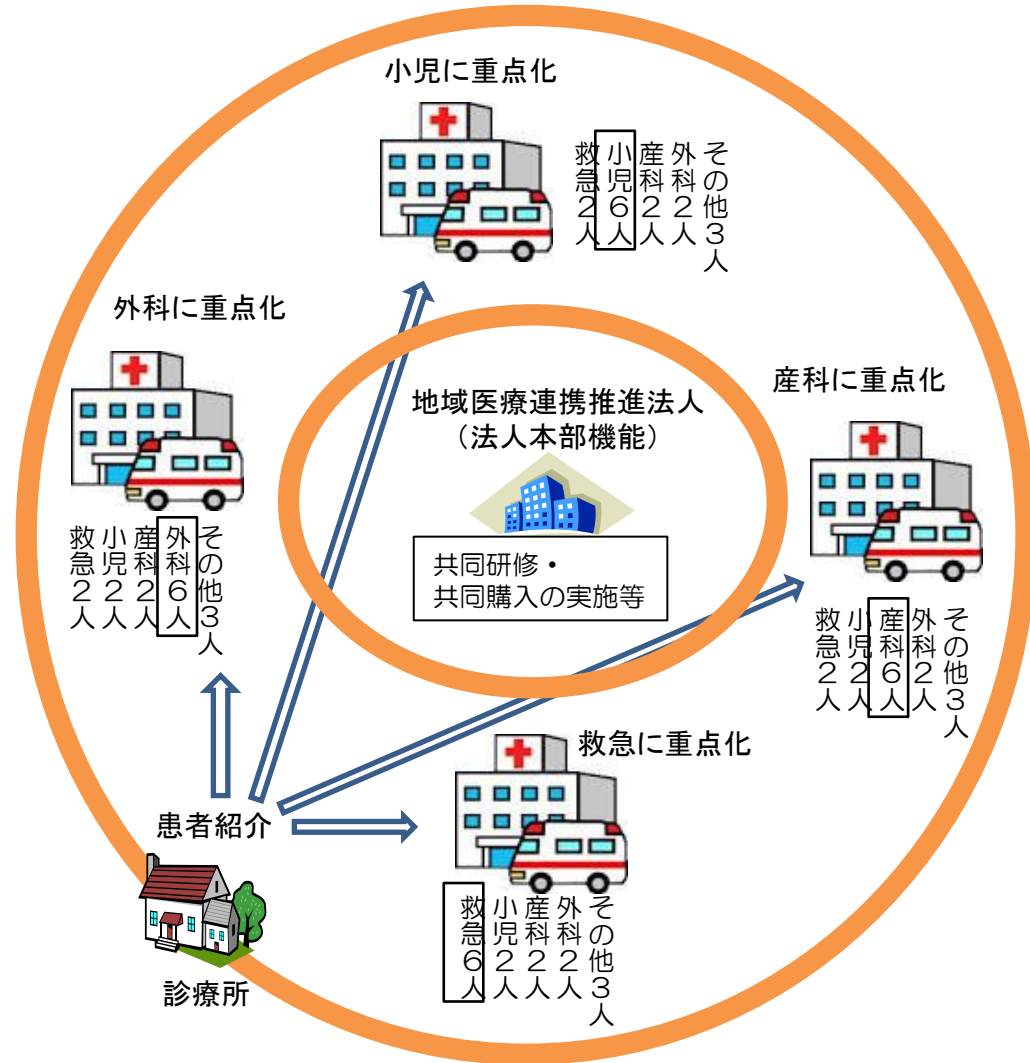 小児に重点化
その他3人
外科2人
産科2人
小児6人
救急2人
外科に重点化
その他3人
外科6人
産科2人
小児2人
救急2人
地域医療連携推進法人
（法人本部機能）
共同研修・
共同購入の実施等
産科に重点化
その他3人
外科2人
産科6人
小児2人
救急2人
救急に重点化
その他3人
外科2人
産科2人
小児2人
救急6人
患者紹介
診療所